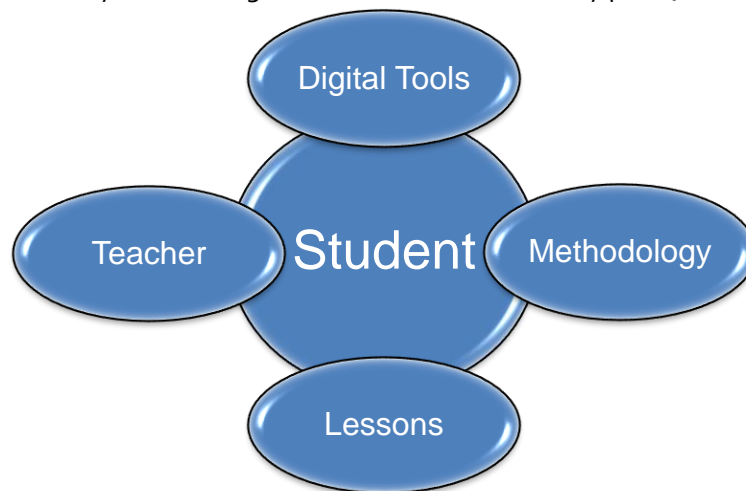 Digital Tools
Teacher
Student
Methodology
Lessons